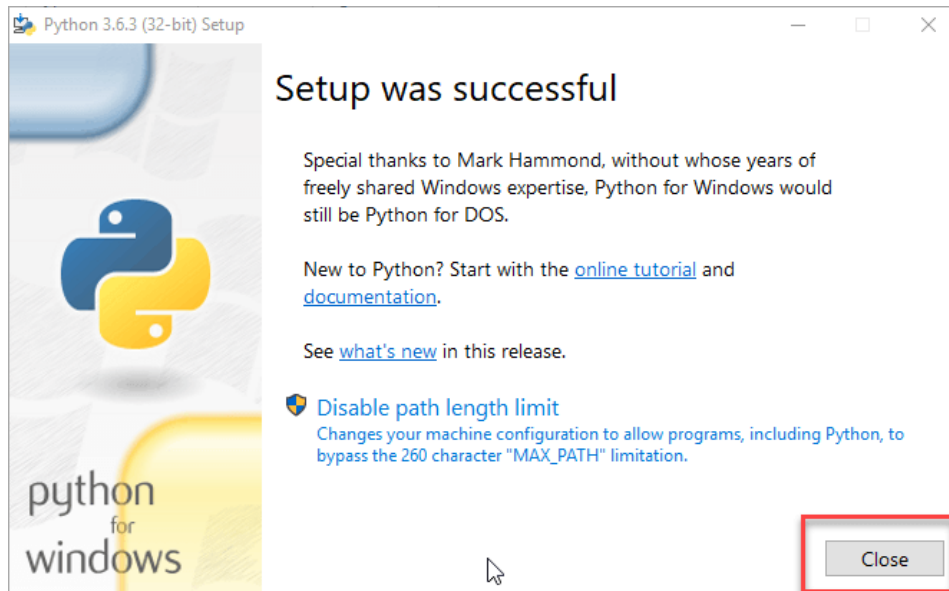 Python 3.6.3 (32-bit) Setup
Setup was successful
Special thanks to Mark Hammond, without whose years of
freely shared Windows expertise, Python for Windows would
still be Python for DOS.
New to Python? Start with the online tutorial and
documentation.
See what's new in this release.
Disable path length limit
Changes your machine configuration to allow programs, including Python, to
bypass the 260 character "MAX_PATH" limitation.
python
for
windows
Close